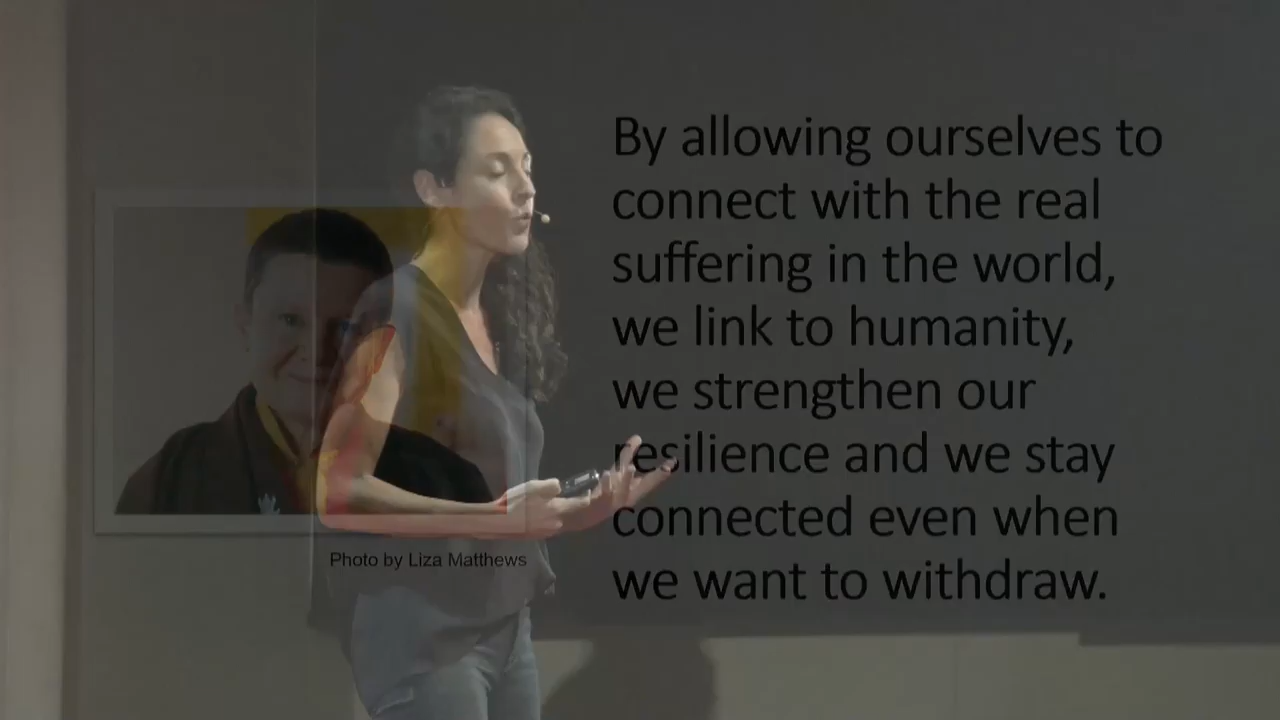 By allowing ourselves to
connect with the real
suffering in the world,
we link to humanity,
we strengthen our
resilience and we stay
connected even when
we want to withdraw.
Photo by Liza Matthews